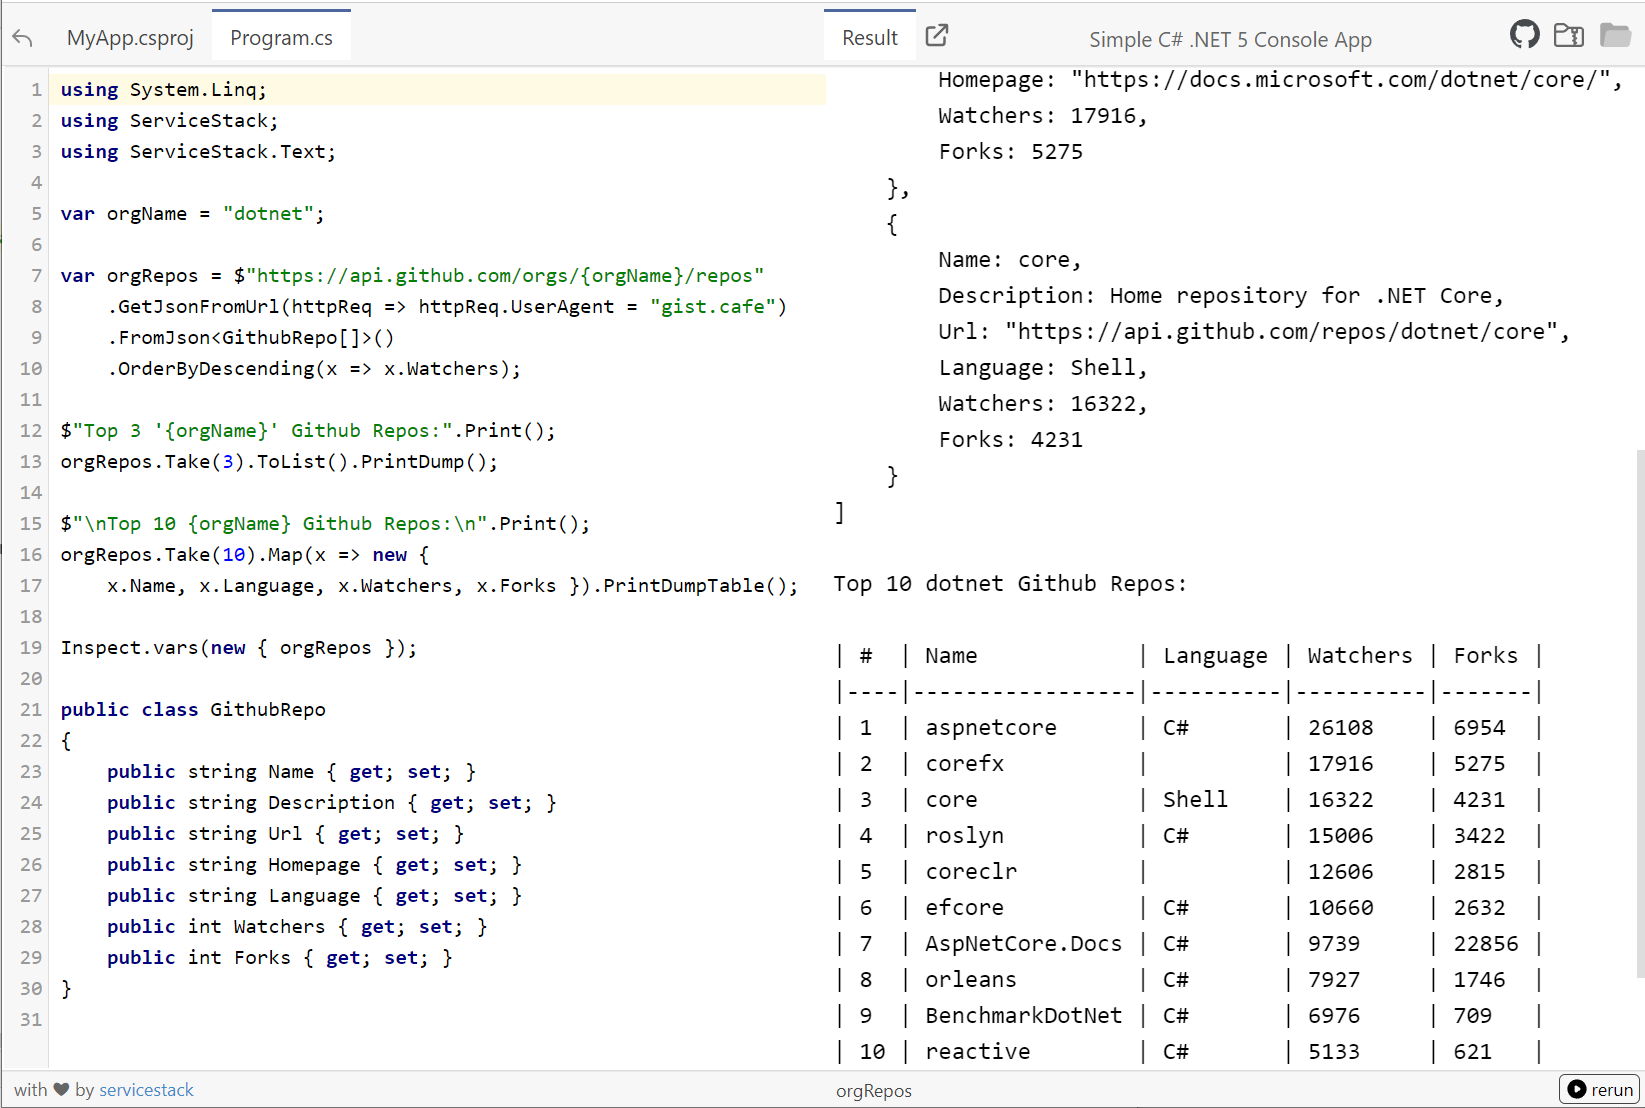 MyApp.csproj
Program.cs
Result
Simple C# .NET 5 Console App
1 using System.Linq;
2 using ServiceStack;
3 using ServiceStack.Text;
4
5 var orgName = "dotnet";
6
7 var orgRepos = $"https://api.github.com/orgs/{orgName}/repos"
8     .GetJsonFromUrl(httpReq => httpReq.UserAgent = "gist.cafe")
9     .FromJson<GithubRepo[]>()
10     .OrderByDescending(x => x.Watchers);
11
12 $"Top 3 '{orgName}' Github Repos:".Print();
13 orgRepos.Take(3).ToList().PrintDump();
14
15 $"\nTop 10 {orgName} Github Repos:\n".Print();
16 orgRepos.Take(10).Map(x => new {
17     x.Name, x.Language, x.Watchers, x.Forks }).PrintDumpTable();
18
19 Inspect.vars(new { orgRepos });
20
21 public class GithubRepo
22 {
23     public string Name { get; set; }
24     public string Description { get; set; }
25     public string Url { get; set; }
26     public string Homepage { get; set; }
27     public string Language { get; set; }
28     public int Watchers { get; set; }
29     public int Forks { get; set; }
30 }
31
        Homepage: "https://docs.microsoft.com/dotnet/core/",
        Watchers: 17916,
        Forks: 5275
    },
    {
        Name: core,
        Description: Home repository for .NET Core,
        Url: "https://api.github.com/repos/dotnet/core",
        Language: Shell,
        Watchers: 16322,
        Forks: 4231
    }
]
Top 10 dotnet Github Repos:
| #  | Name            | Language | Watchers | Forks |
|----|-----------------|----------|----------|-------|
| 1  | aspnetcore      | C#       | 26108    | 6954  |
| 2  | corefx          |          | 17916    | 5275  |
| 3  | core            | Shell    | 16322    | 4231  |
| 4  | roslyn          | C#       | 15006    | 3422  |
| 5  | coreclr         |          | 12606    | 2815  |
| 6  | efcore          | C#       | 10660    | 2632  |
| 7  | AspNetCore.Docs | C#       | 9739     | 22856 |
| 8  | orleans         | C#       | 7927     | 1746  |
| 9  | BenchmarkDotNet | C#       | 6976     | 709   |
| 10 | reactive        | C#       | 5133     | 621   |
with ♥ by servicestack
orgRepos
rerun